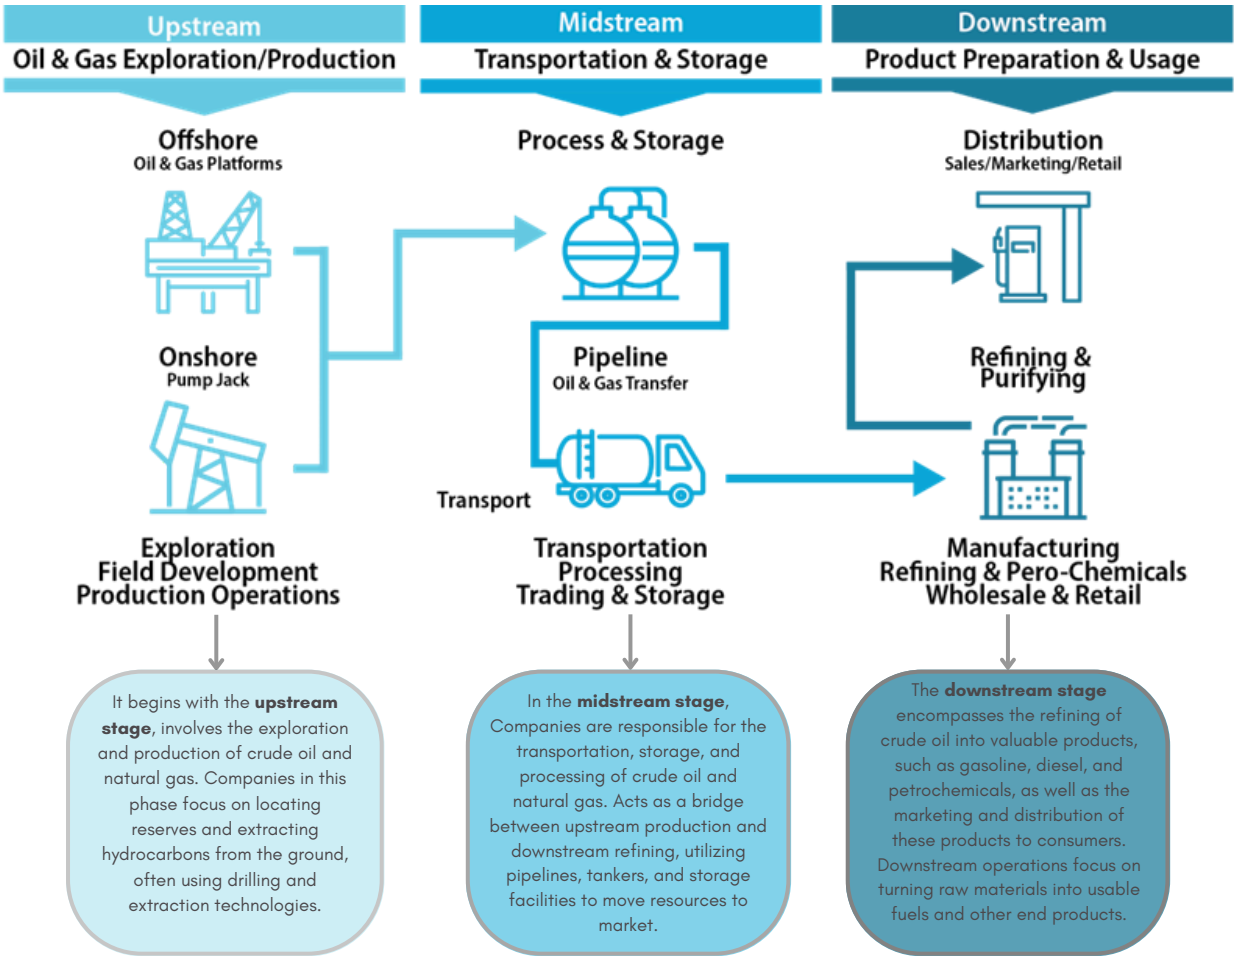 Upstream
Oil & Gas Exploration/Production
Offshore
Oil & Gas Platforms
Onshore
Pump Jack
Exploration
Field Development
Production Operations
It begins with the upstream
stage, involves the exploration
and production of crude oil and
natural gas. Companies in this
phase focus on locating
reserves and extracting
hydrocarbons from the ground,
often using drilling and
extraction technologies.
Midstream
Transportation & Storage
Process & Storage
Pipeline
Oil & Gas Transfer
Transport
Transportation
Processing
Trading & Storage
In the midstream stage,
Companies are responsible for the
transportation, storage, and
processing of crude oil and
natural gas. Acts as a bridge
between upstream production and
downstream refining, utilizing
pipelines, tankers, and storage
facilities to move resources to
market.
Downstream
Product Preparation & Usage
Distribution
Sales/Marketing/Retail
Refining &
Purifying
Manufacturing
Refining & Pero-Chemicals
Wholesale & Retail
The downstream stage
encompasses the refining of
crude oil into valuable products,
such as gasoline, diesel, and
petrochemicals, as well as the
marketing and distribution of
these products to consumers.
Downstream operations focus on
turning raw materials into usable
fuels and other end products.